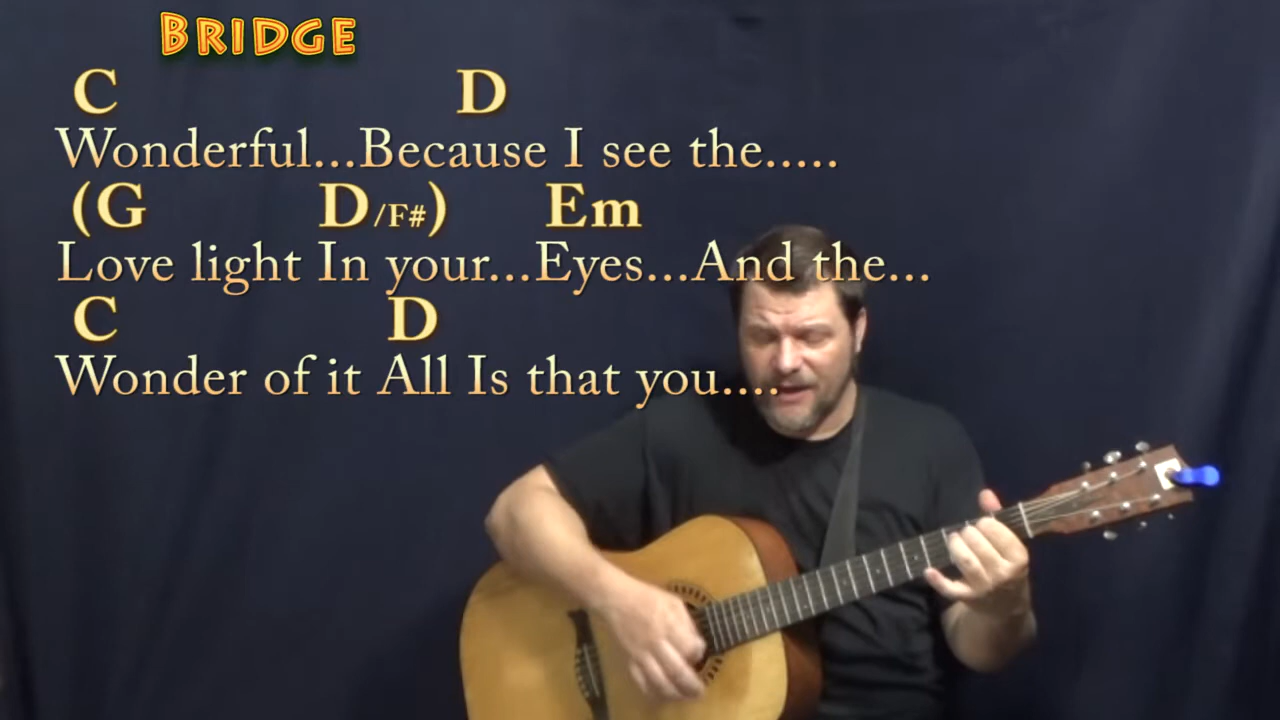 BRIDGE
C D
Wonderful...Because I see the.....
(G D/F#) Em
Love light In your...Eyes...And the...
C D
Wonder of it All Is that you....